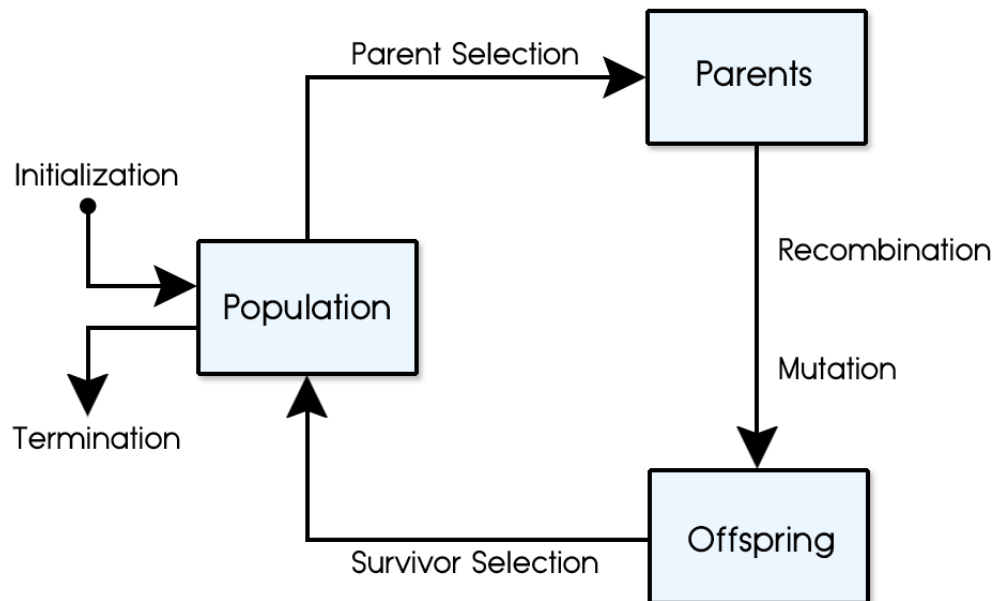 Parent Selection
Parents
Initialization
Recombination
Population
Mutation
Termination
Offspring
Survivor Selection